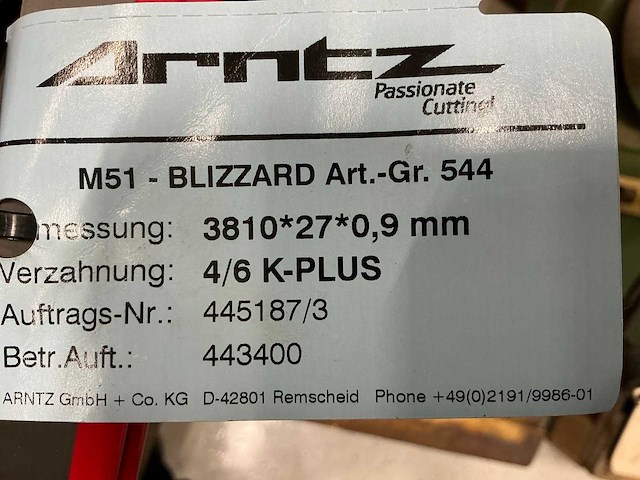 Arntz
Passionate
Cutting!
M51 - BLIZZARD Art.-Gr. 544
messung: 3810*27*0,9 mm
Verzahnung: 4/6 K-PLUS
Auftrags-Nr.: 445187/3
Betr.Auft.: 443400
ARNTZ GmbH + Co. KG D-42801 Remscheid Phone +49(0)2191/9986-01